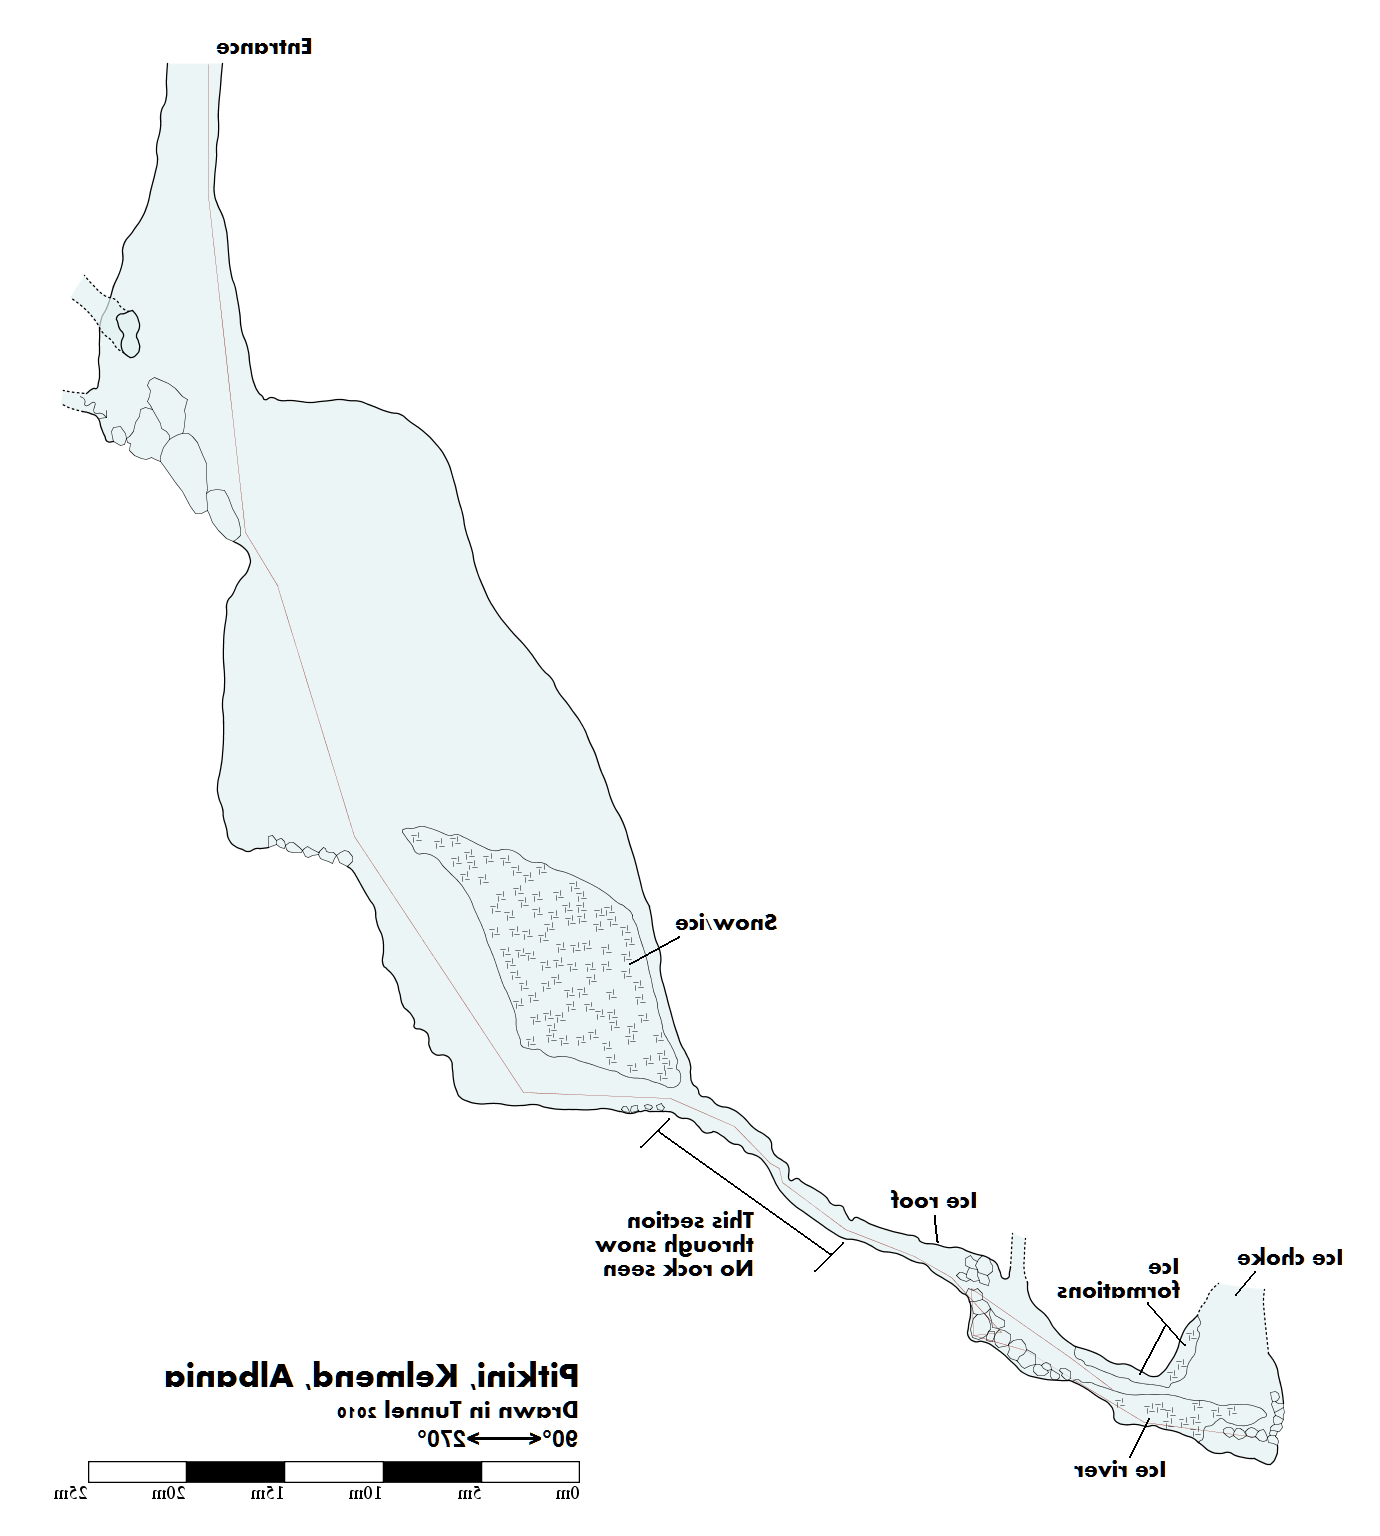 Entrance
Snow/ice
This section
through snow
No rock seen
Ice roof
Ice
formations
Ice choke
Ice river
Pitkini, Kelmend, Albania
Drawn in Tunnel 2010
90°↔270°
0m 5m 10m 15m 20m 25m